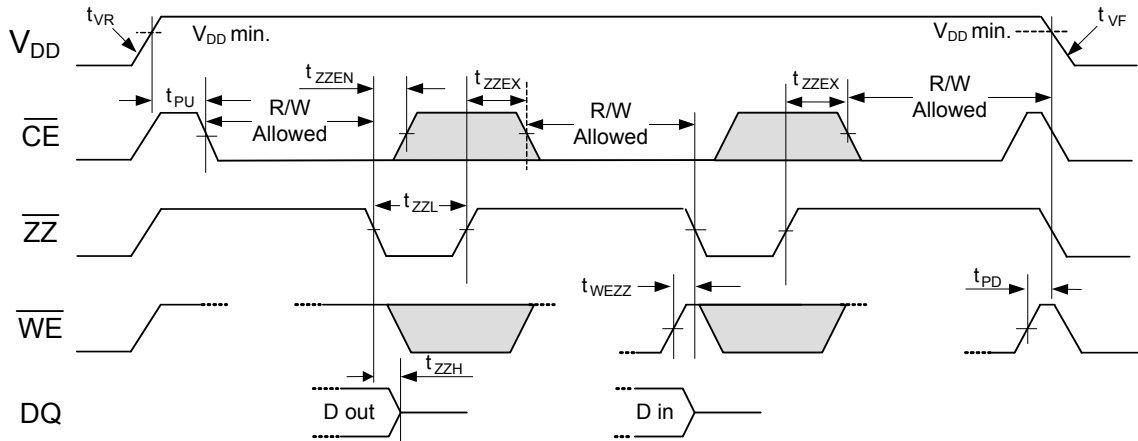 tVR
VDD min.
VDD min.
tVF
VDD
tPU
R/W
Allowed
tZZEN
tZZEX
R/W
Allowed
tZZEX
R/W
Allowed
CE
tZZL
ZZ
tWEZZ
tPD
WE
tZZH
DQ
D out
D in